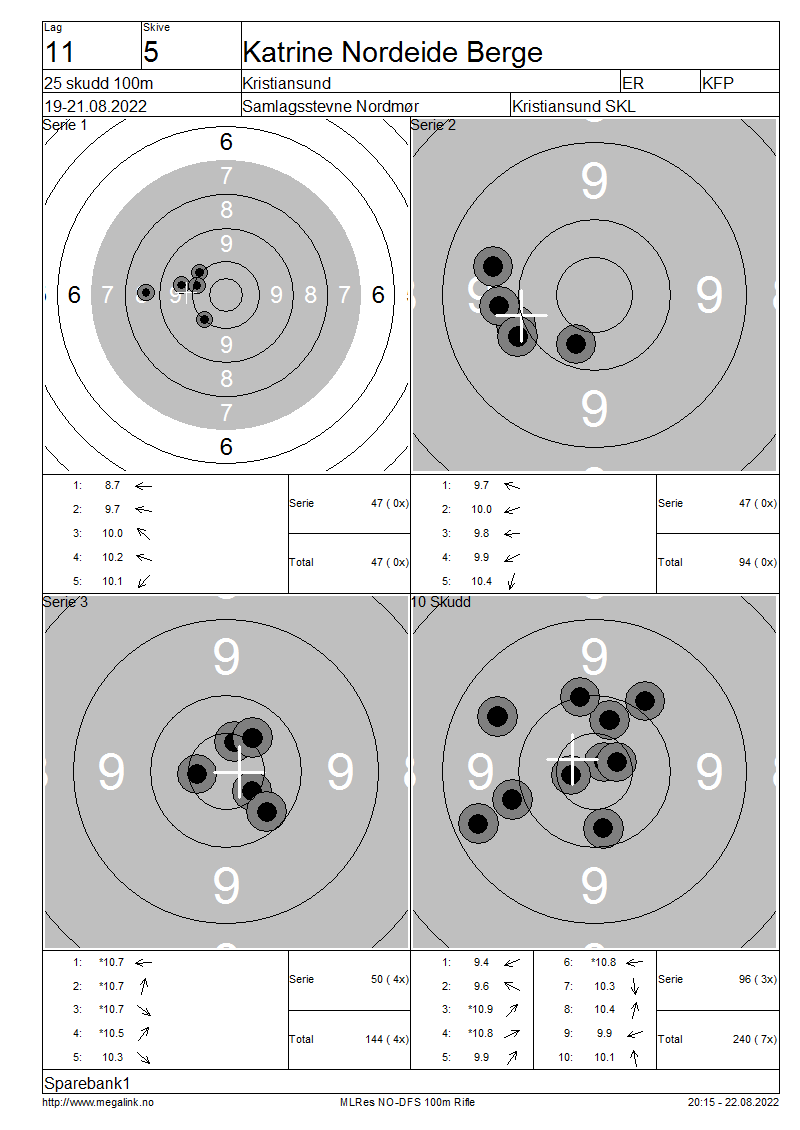 Lag Skive
11 5 Katrine Nordeide Berge
25 skudd 100m Kristiansund ER KFP
19-21.08.2022 Samlagsstevne Nordmør Kristiansund SKL
Serie 1 Serie 2
6
7
8
9
6 7 8 9 9 8 7 6
9
8
7
6
9
9 9
9
1: 8.7
2: 9.7
3: 10.0
4: 10.2
5: 10.1
Serie 47 ( 0x)
Total 47 ( 0x)
1: 9.7
2: 10.0
3: 9.8
4: 9.9
5: 10.4
Serie 47 ( 0x)
Total 94 ( 0x)
Serie 3 10 Skudd
9
9 9
9
9
9 9
9
1: *10.7
2: *10.7
3: *10.7
4: *10.5
5: 10.3
Serie 50 ( 4x)
Total 144 ( 4x)
1: 9.4
2: 9.6
3: *10.9
4: *10.8
5: 9.9
6: *10.8
7: 10.3
8: 10.4
9: 9.9
10: 10.1
Serie 96 ( 3x)
Total 240 ( 7x)
Sparebank1
http://www.megalink.no MLRes NO-DFS 100m Rifle 20:15 - 22.08.2022